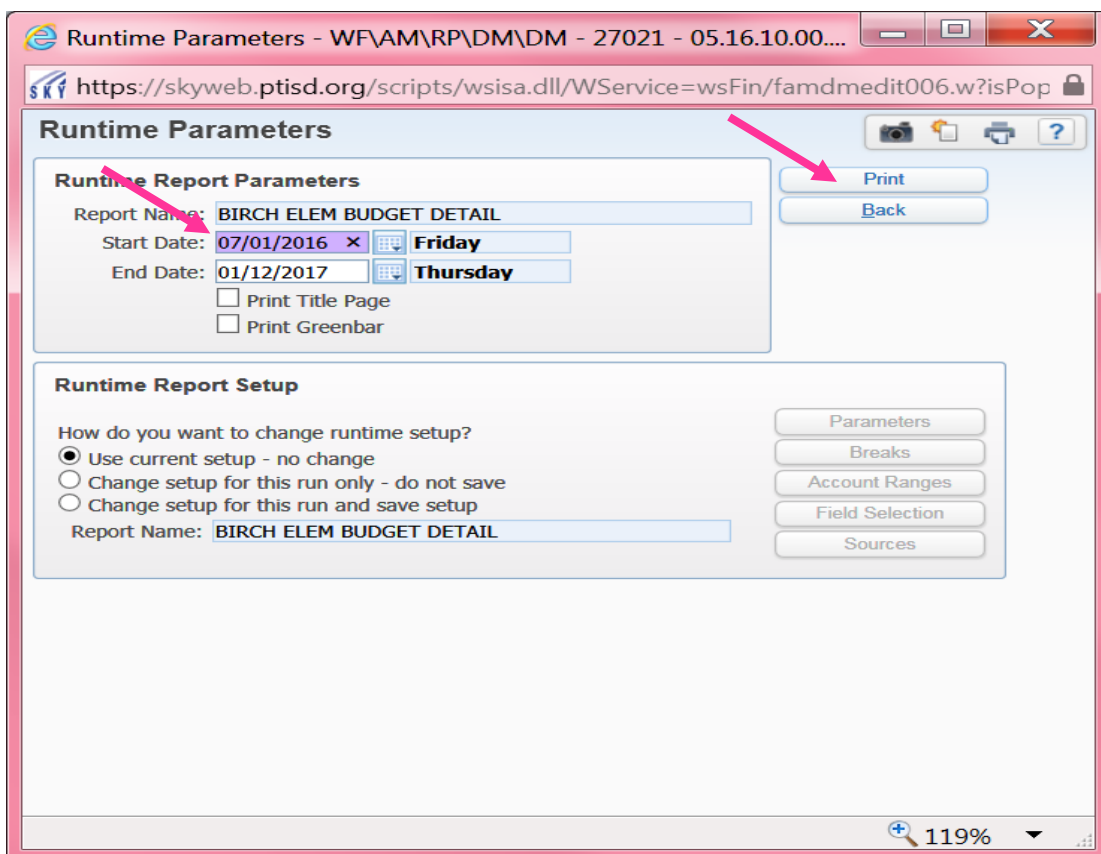 Runtime Parameters - WF\AM\RP\DM\DM - 27021 - 05.16.10.00....
SKY https://skyweb.ptisd.org/scripts/wsisa.dll/WService=wsFin/famdmedit006.w?isPop
Runtime Parameters
?
Runtime Report Parameters
Print
Report Name: BIRCH ELEM BUDGET DETAIL
Back
Start Date: 07/01/2016 × Friday
End Date: 01/12/2017 Thursday
Print Title Page
Print Greenbar
Runtime Report Setup
How do you want to change runtime setup?
Parameters
Use current setup - no change
Breaks
Change setup for this run only - do not save
Account Ranges
Change setup for this run and save setup
Field Selection
Report Name: BIRCH ELEM BUDGET DETAIL
Sources
119%